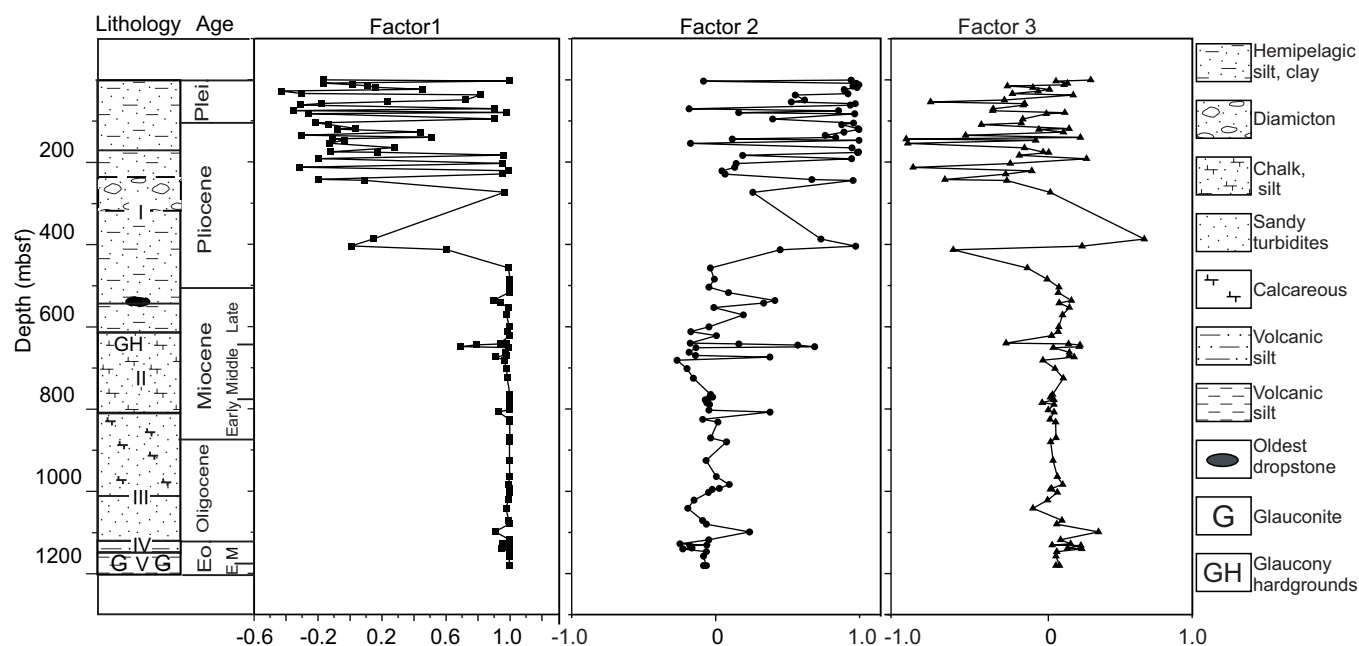 Lithology Age Factor1 Factor 2 Factor 3
Depth (mbsf)
200
400
600
800
1000
1200
I
GH
II
III
IV
G V G
Plei
Pliocene
Miocene
Late
Middle
Early
Oligocene
Eo.
M
E
-0.6 -0.2 0.2 0.6 1.0
-1.0 0 1.0
-1.0 0 1.0
Hemipelagic
silt, clay
Diamicton
Chalk,
silt
Sandy
turbidites
Calcareous
Volcanic
silt
Volcanic
silt
Oldest
dropstone
G
Glauconite
GH
Glaucony
hardgrounds